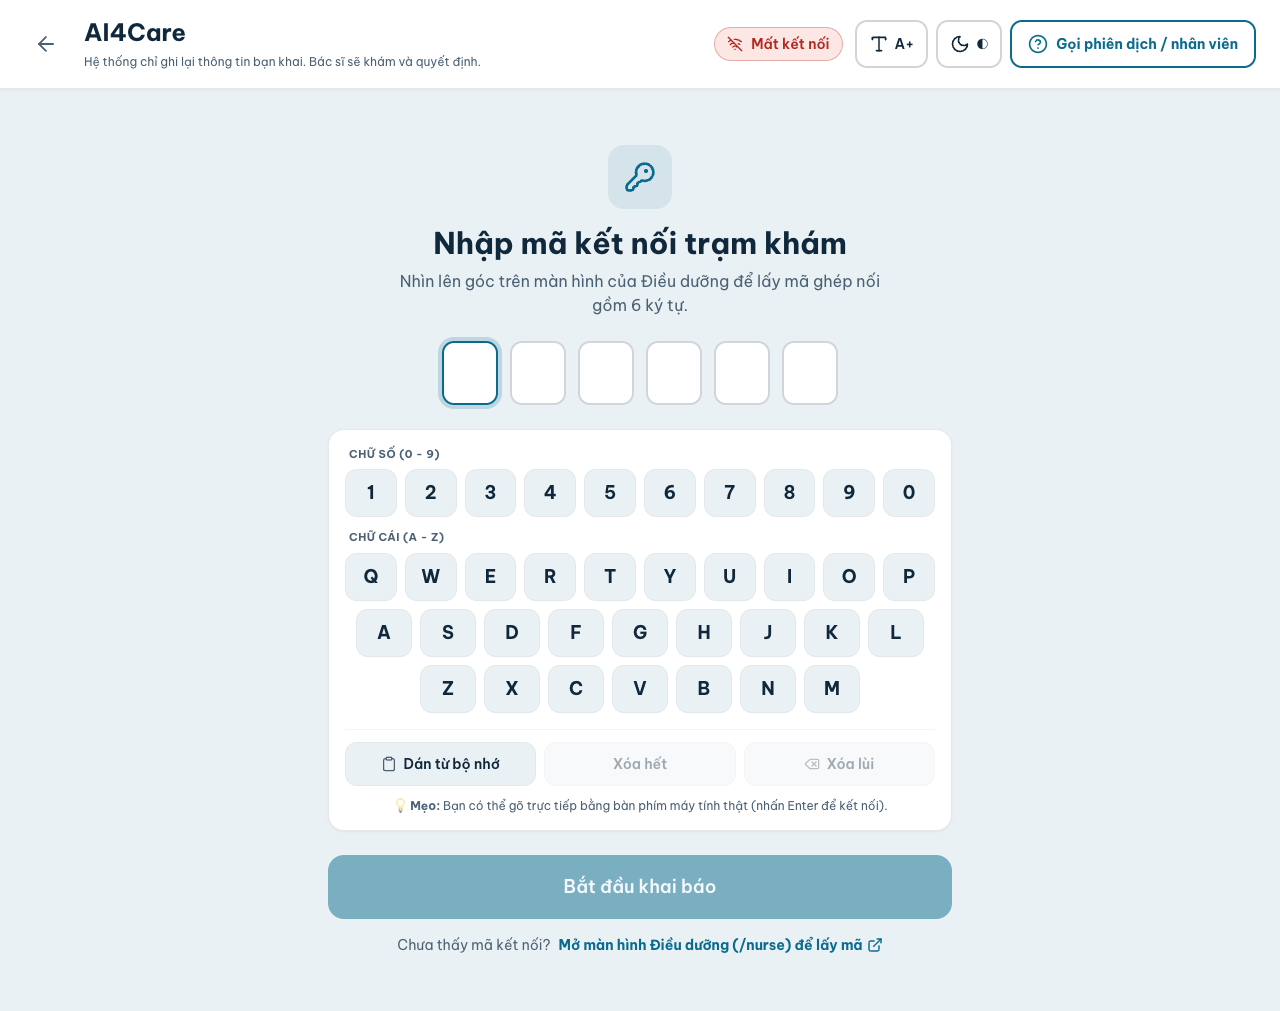 AI4Care
Hệ thống chỉ ghi lại thông tin bạn khai. Bác sĩ sẽ khám và quyết định.
Mất kết nối
A+
Gọi phiên dịch / nhân viên
Nhập mã kết nối trạm khám
Nhìn lên góc trên màn hình của Điều dưỡng để lấy mã ghép nối
gồm 6 ký tự.
CHỮ SỐ (0 - 9)
1 2 3 4 5 6 7 8 9 0
CHỮ CÁI (A - Z)
Q W E R T Y U I O P
A S D F G H J K L
Z X C V B N M
Dán từ bộ nhớ
Xóa hết
Xóa lùi
💡 Mẹo: Bạn có thể gõ trực tiếp bằng bàn phím máy tính thật (nhấn Enter để kết nối).
Bắt đầu khai báo
Chưa thấy mã kết nối? Mở màn hình Điều dưỡng (/nurse) để lấy mã